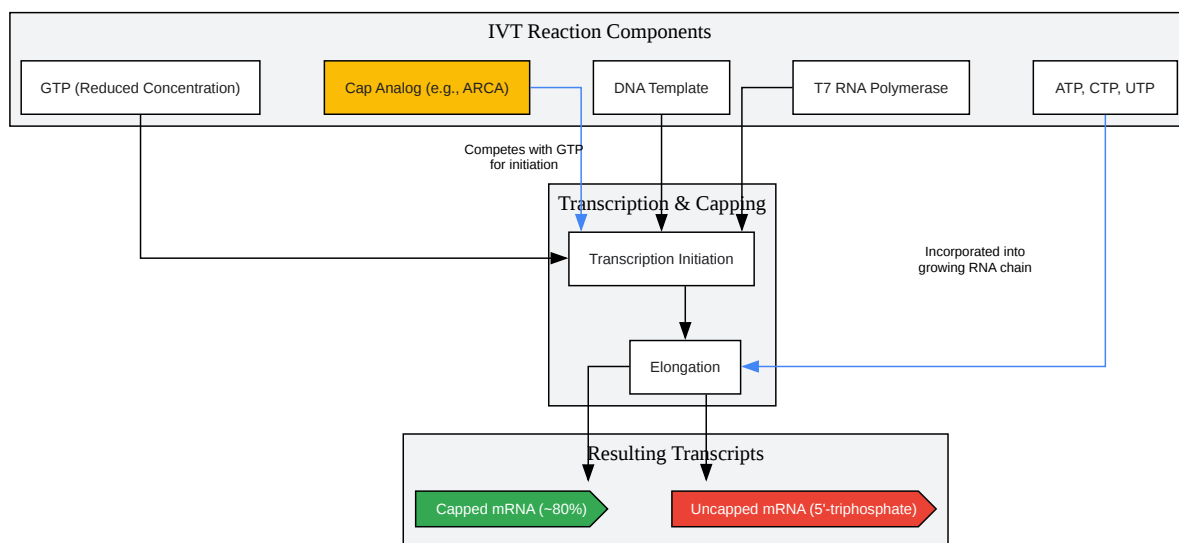 IVT Reaction Components
GTP (Reduced Concentration)
Cap Analog (e.g., ARCA)
DNA Template
T7 RNA Polymerase
ATP, CTP, UTP
Competes with GTP
for initiation
Transcription & Capping
Transcription Initiation
Incorporated into
growing RNA chain
Elongation
Resulting Transcripts
Capped mRNA (~80%)
Uncapped mRNA (5'-triphosphate)